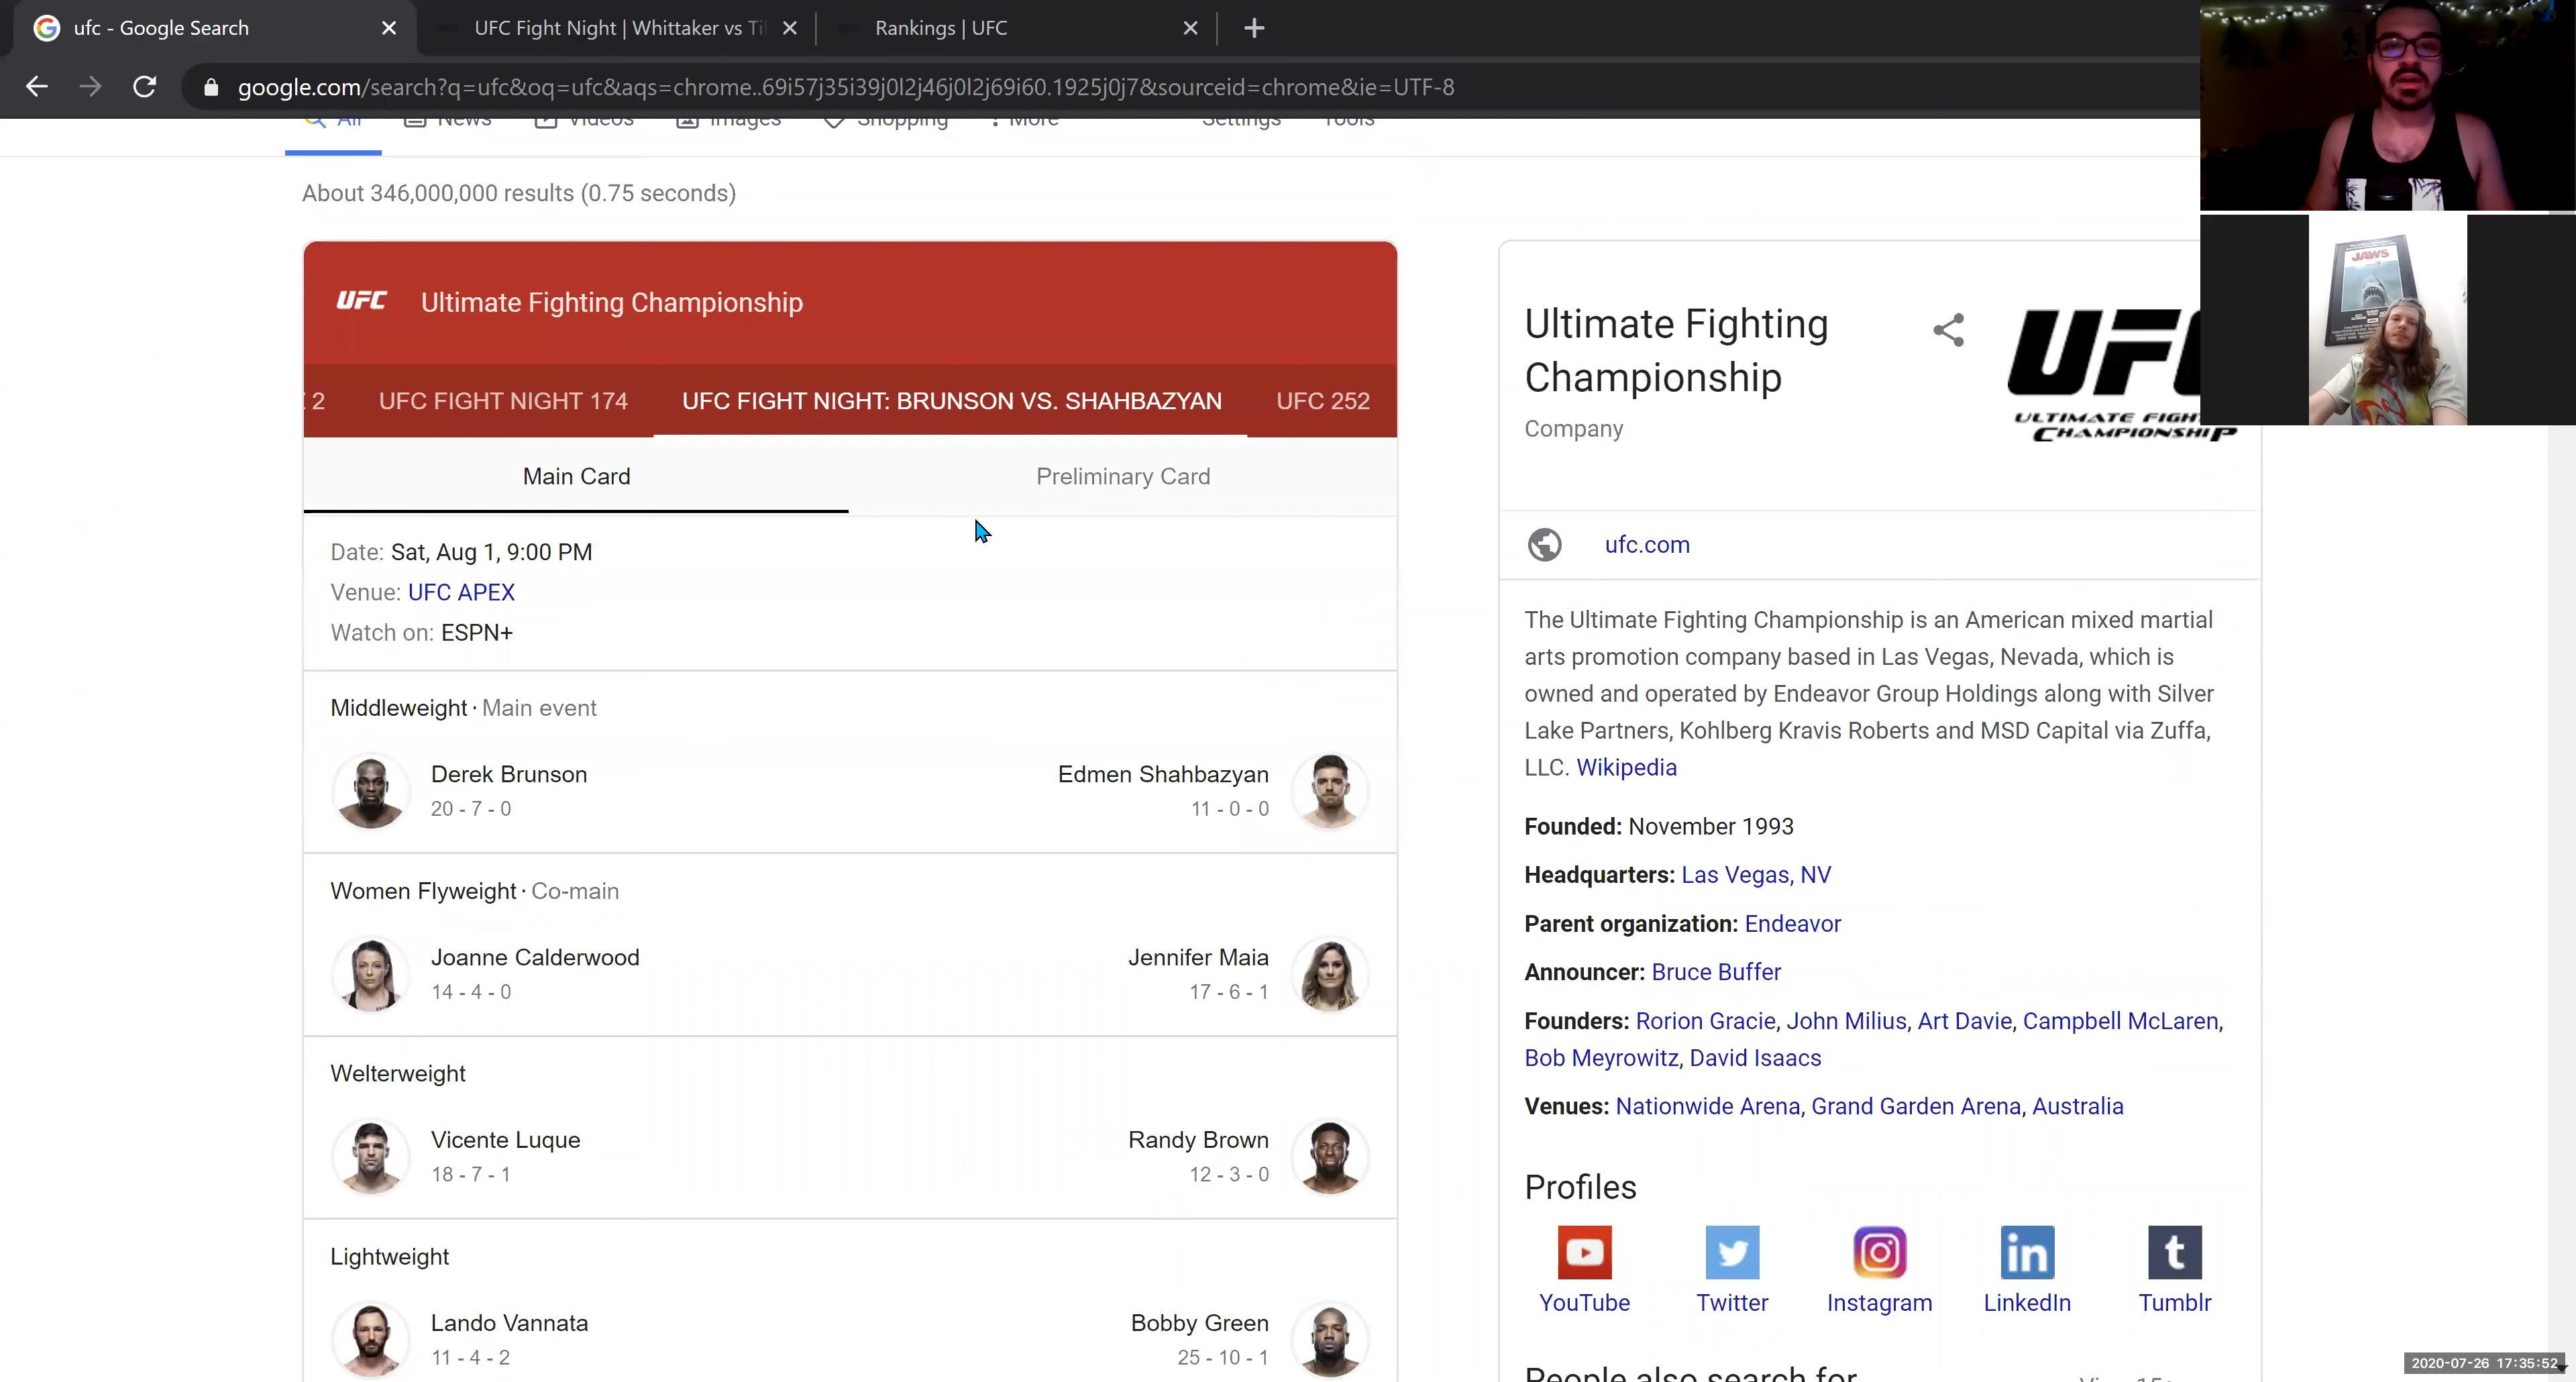 ufc - Google Search
UFC Fight Night | Whittaker vs Til
Rankings | UFC
google.com/search?q=ufc&oq=ufc&aqs=chrome..69i57j35i39j0l2j46j0l2j69i60.1925j0j7&sourceid=chrome&ie=UTF-8
All News Videos Images Shopping More Settings Tools
About 346,000,000 results (0.75 seconds)
UFC Ultimate Fighting Championship
2 UFC FIGHT NIGHT 174 UFC FIGHT NIGHT: BRUNSON VS. SHAHBAZYAN UFC 252
Main Card Preliminary Card
Date: Sat, Aug 1, 9:00 PM
Venue: UFC APEX
Watch on: ESPN+
Middleweight · Main event
Derek Brunson Edmen Shahbazyan
20 - 7 - 0 11 - 0 - 0
Women Flyweight · Co-main
Joanne Calderwood Jennifer Maia
14 - 4 - 0 17 - 6 - 1
Welterweight
Vicente Luque Randy Brown
18 - 7 - 1 12 - 3 - 0
Lightweight
Lando Vannata Bobby Green
11 - 4 - 2 25 - 10 - 1
Ultimate Fighting
Championship
Company
UFC
ULTIMATE FIGH
CHAMPIONSHIP
JAWS
ufc.com
The Ultimate Fighting Championship is an American mixed martial
arts promotion company based in Las Vegas, Nevada, which is
owned and operated by Endeavor Group Holdings along with Silver
Lake Partners, Kohlberg Kravis Roberts and MSD Capital via Zuffa,
LLC. Wikipedia
Founded: November 1993
Headquarters: Las Vegas, NV
Parent organization: Endeavor
Announcer: Bruce Buffer
Founders: Rorion Gracie, John Milius, Art Davie, Campbell McLaren,
Bob Meyrowitz, David Isaacs
Venues: Nationwide Arena, Grand Garden Arena, Australia
Profiles
YouTube Twitter Instagram LinkedIn Tumblr
People also search for
2020-07-26 17:35:52